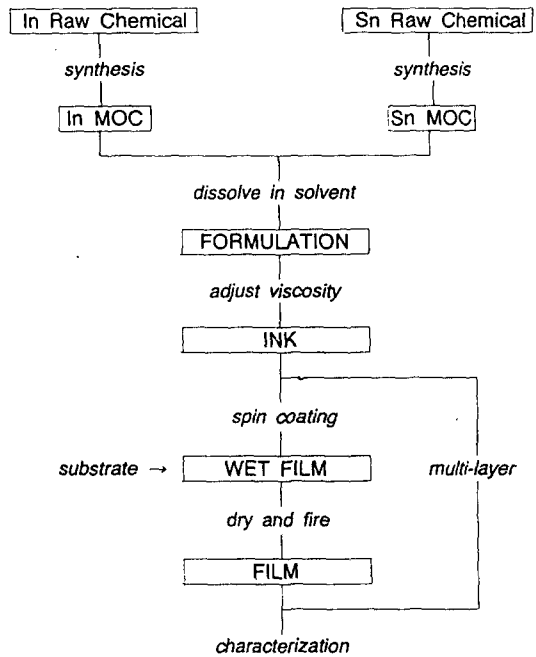 In Raw Chemical
Sn Raw Chemical
synthesis
synthesis
In MOC
Sn MOC
dissolve in solvent
FORMULATION
adjust viscosity
INK
spin coating
substrate →
WET FILM
multi-layer
dry and fire
FILM
characterization